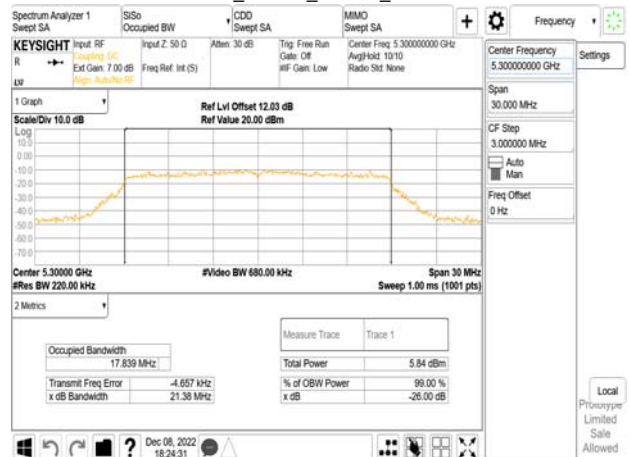 Spectrum Analyzer 1
Swept SA
SiSo
Occupied BW
CDD
Swept SA
MIMO
Swept SA
+
Frequency
KEYSIGHT
R
LXI
Input: RF
Coupling: DC
Ext Gain: 7.00 dB
Align: Auto/No RF
Input Z: 50 Ω
Freq Ref: Int (S)
Atten: 30 dB
Trig: Free Run
Gate: Off
#IF Gain: Low
Center Freq: 5.300000000 GHz
Avg|Hold: 10/10
Radio Std: None
Center Frequency
5.300000000 GHz
Settings
Span
30.000 MHz
CF Step
3.000000 MHz
Auto
Man
Freq Offset
0 Hz
1 Graph
Scale/Div 10.0 dB
Ref Lvl Offset 12.03 dB
Ref Value 20.00 dBm
Log
10.0
0.00
-10.0
-20.0
-30.0
-40.0
-50.0
-60.0
-70.0
Center 5.30000 GHz
#Res BW 220.00 kHz
#Video BW 680.00 kHz
Span 30 MHz
Sweep 1.00 ms (1001 pts)
2 Metrics
Measure Trace
Trace 1
Occupied Bandwidth
17.839 MHz
Total Power
5.84 dBm
Transmit Freq Error
-4.657 kHz
% of OBW Power
99.00 %
x dB Bandwidth
21.38 MHz
x dB
-26.00 dB
Local
Prototype
Limited
Sale
Allowed
?
Dec 08, 2022
18:24:31